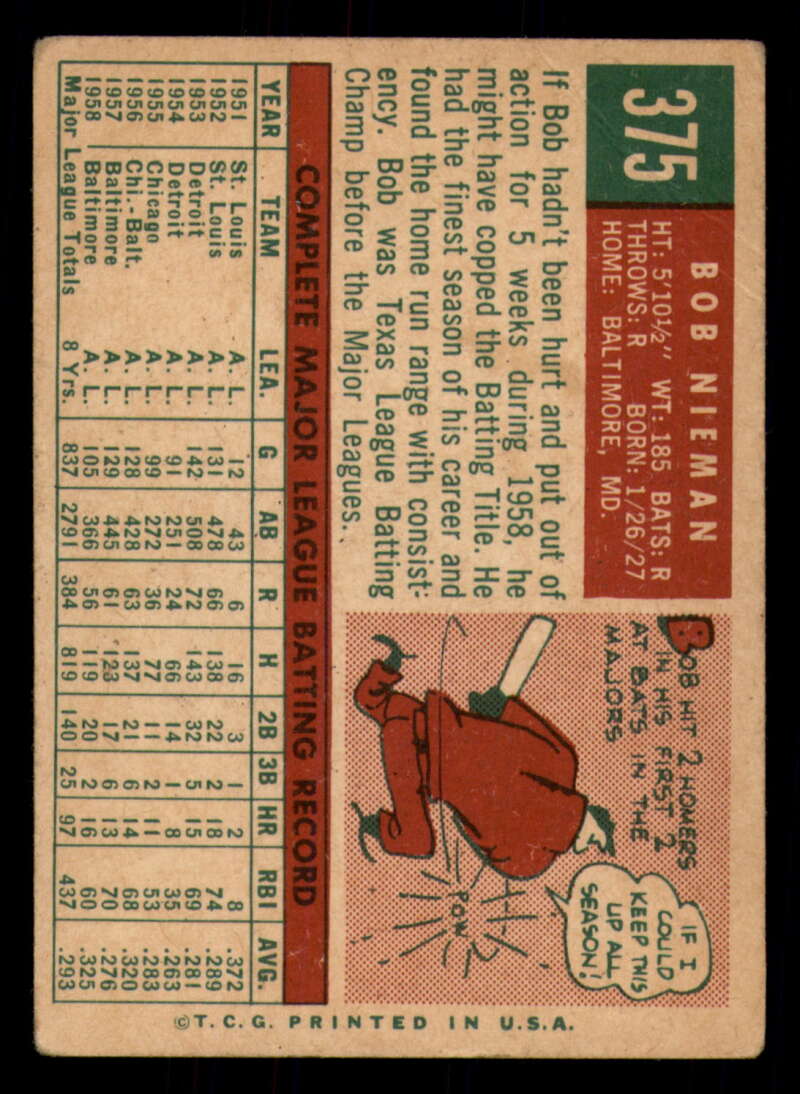 375
BOB NIEMAN
HT: 5'10½" WT: 185 BATS: R
THROWS: R BORN: 1/26/27
HOME: BALTIMORE, MD.
If Bob hadn't been hurt and put out of
action for 5 weeks during 1958, he
might have copped the Batting Title. He
had the finest season of his career and
found the home run range with consist-
ency. Bob was Texas League Batting
Champ before the Major Leagues.
BOB HIT 2 HOMERS
IN HIS FIRST 2
AT BATS IN THE
MAJORS
IF I
COULD
KEEP THIS
UP ALL
SEASON!
POW
COMPLETE MAJOR LEAGUE BATTING RECORD
YEAR TEAM LEA. G AB R H 2B 3B HR RBI AVG.
1951 St. Louis A. L. 12 43 6 16 3 1 2 8 .372
1952 St. Louis A. L. 131 478 66 138 22 2 18 74 .289
1953 Detroit A. L. 142 508 72 143 32 5 15 69 .281
1954 Detroit A. L. 91 251 24 66 14 1 8 35 .263
1955 Chicago A. L. 99 272 36 77 11 2 11 53 .283
1956 Chi.-Balt. A. L. 128 428 63 137 21 6 14 68 .320
1957 Baltimore A. L. 129 445 61 123 17 6 13 70 .276
1958 Baltimore A. L. 105 366 56 119 20 2 16 60 .325
Major League Totals 8 Yrs. 837 2791 384 819 140 25 97 437 .293
© T. C. G. PRINTED IN U.S.A.